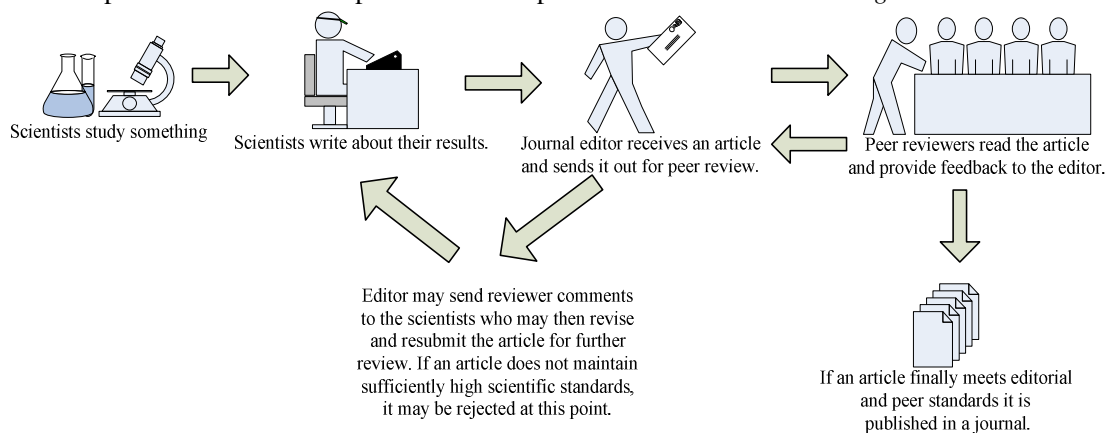 Scientists study something
Scientists write about their results.
Journal editor receives an article
and sends it out for peer review.
Peer reviewers read the article
and provide feedback to the editor.
Editor may send reviewer comments
to the scientists who may then revise
and resubmit the article for further
review. If an article does not maintain
sufficiently high scientific standards,
it may be rejected at this point.
If an article finally meets editorial
and peer standards it is
published in a journal.